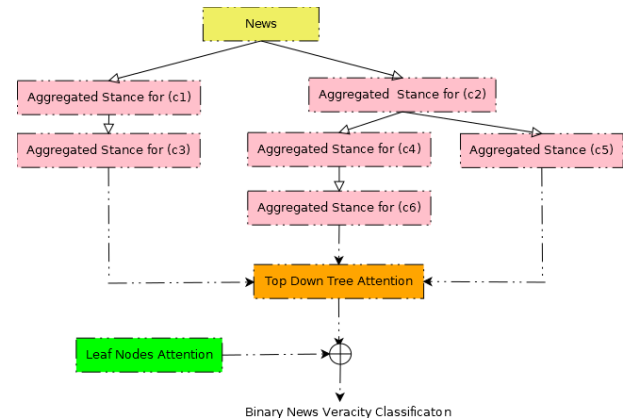 News
Aggregated Stance for (c1)
Aggregated  Stance for (c2)
Aggregated Stance for (c3)
Aggregated Stance for (c4)
Aggregated Stance (c5)
Aggregated Stance for (c6)
Top Down Tree Attention
Leaf Nodes Attention
Binary News Veracity Classificaton